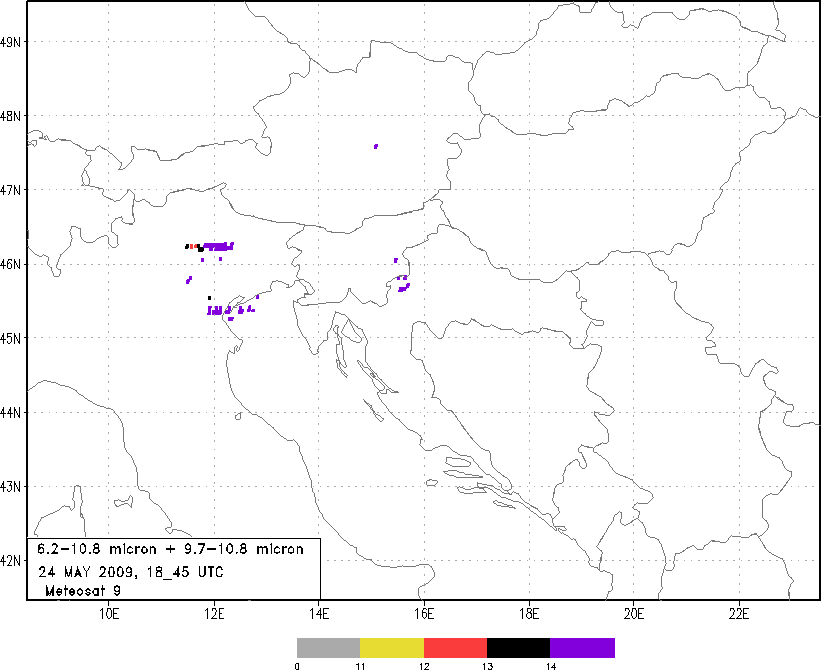 49N
48N
47N
46N
45N
44N
43N
42N
6.2-10.8 micron + 9.7-10.8 micron
24 MAY 2009, 18_45 UTC
Meteosat 9
10E 12E 14E 16E 18E 20E 22E
0 11 12 13 14